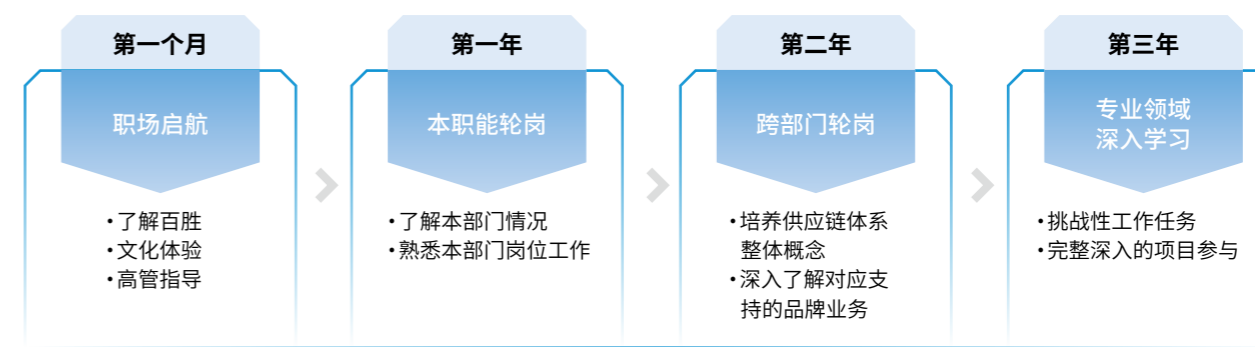 第一个月
职场启航
•了解百胜
•文化体验
•高管指导
第一年
本职能轮岗
•了解本部门情况
•熟悉本部门岗位工作
第二年
跨部门轮岗
•培养供应链体系
整体概念
•深入了解对应支
持的品牌业务
第三年
专业领域
深入学习
•挑战性工作任务
•完整深入的项目参与